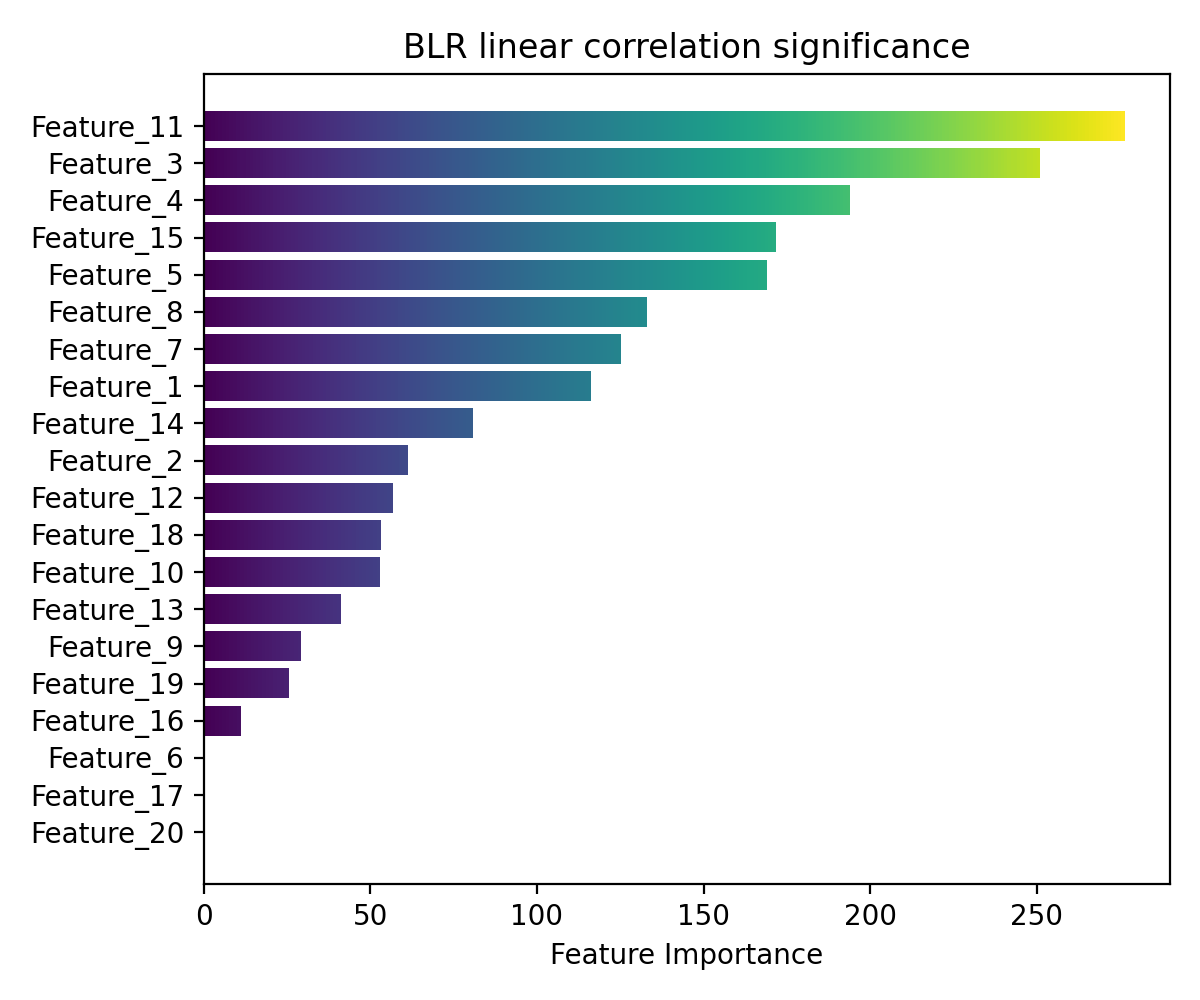 BLR linear correlation significance
Feature_11
Feature_3
Feature_4
Feature_15
Feature_5
Feature_8
Feature_7
Feature_1
Feature_14
Feature_2
Feature_12
Feature_18
Feature_10
Feature_13
Feature_9
Feature_19
Feature_16
Feature_6
Feature_17
Feature_20
0 50 100 150 200 250
Feature Importance